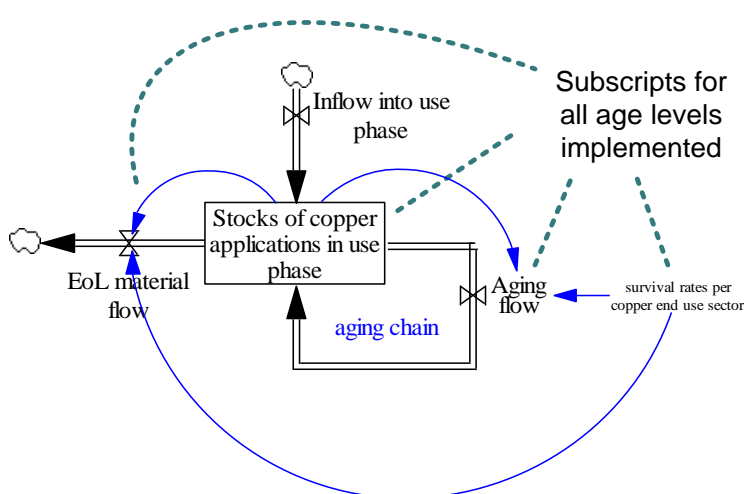 Subscripts for
all age levels
implemented
Inflow into use
phase
Stocks of copper
applications in use
phase
EoL material
flow
Aging
flow
survival rates per
copper end use sector
aging chain